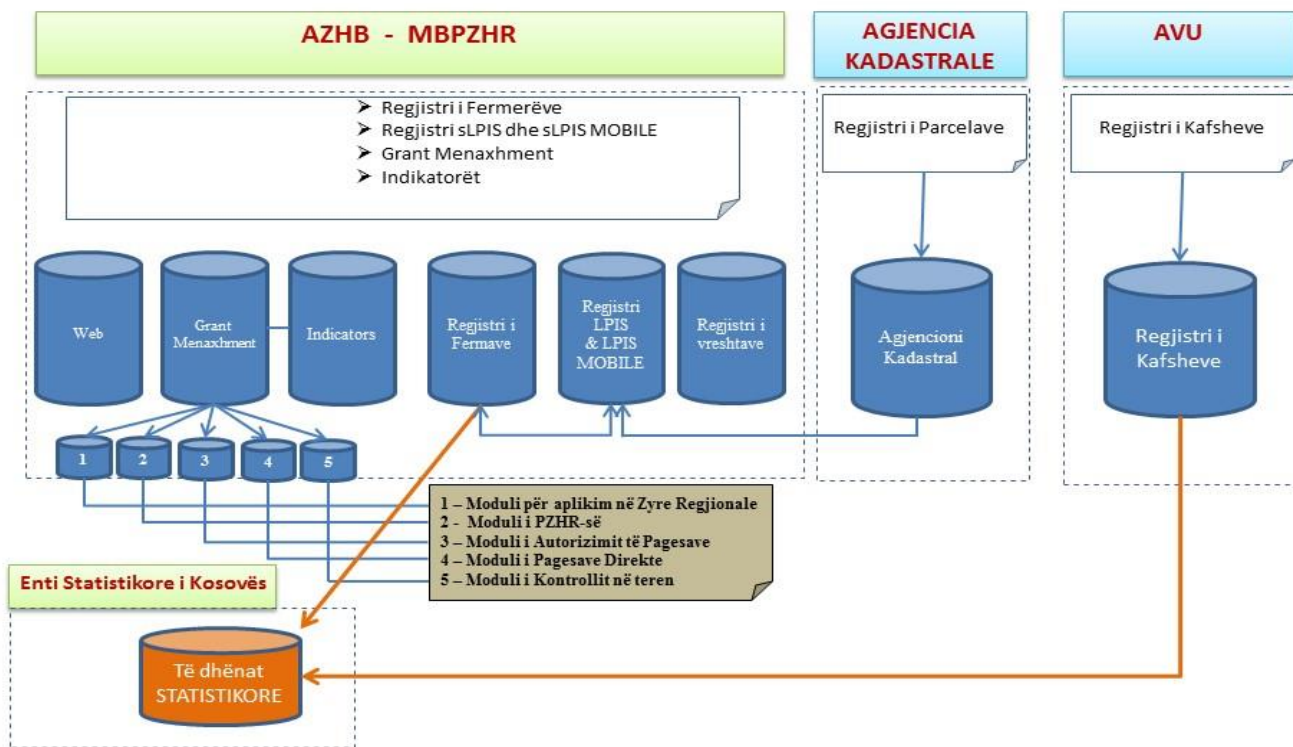 AZHB - MBPZHR
AGJENCIA
KADASTRALE
AVU
➢ Regjistri i Fermerëve
➢ Regjistri sLPIS dhe sLPIS MOBILE
➢ Grant Menaxhment
➢ Indikatorët
Regjistri i Parcelave
Regjistri i Kafsheve
Web
Grant
Menaxhment
Indicators
Regjistri i
Fermave
Regjistri
LPIS
& LPIS
MOBILE
Regjistri i
vreshtave
Agjencioni
Kadastral
Regjistri i
Kafsheve
1
2
3
4
5
1 – Moduli për aplikim në Zyre Regjionale
2 - Moduli i PZHR-së
3 – Moduli i Autorizimit të Pagesave
4 – Moduli i Pagesave Direkte
5 – Moduli i Kontrollit në teren
Enti Statistikore i Kosovës
Të dhënat
STATISTIKORE